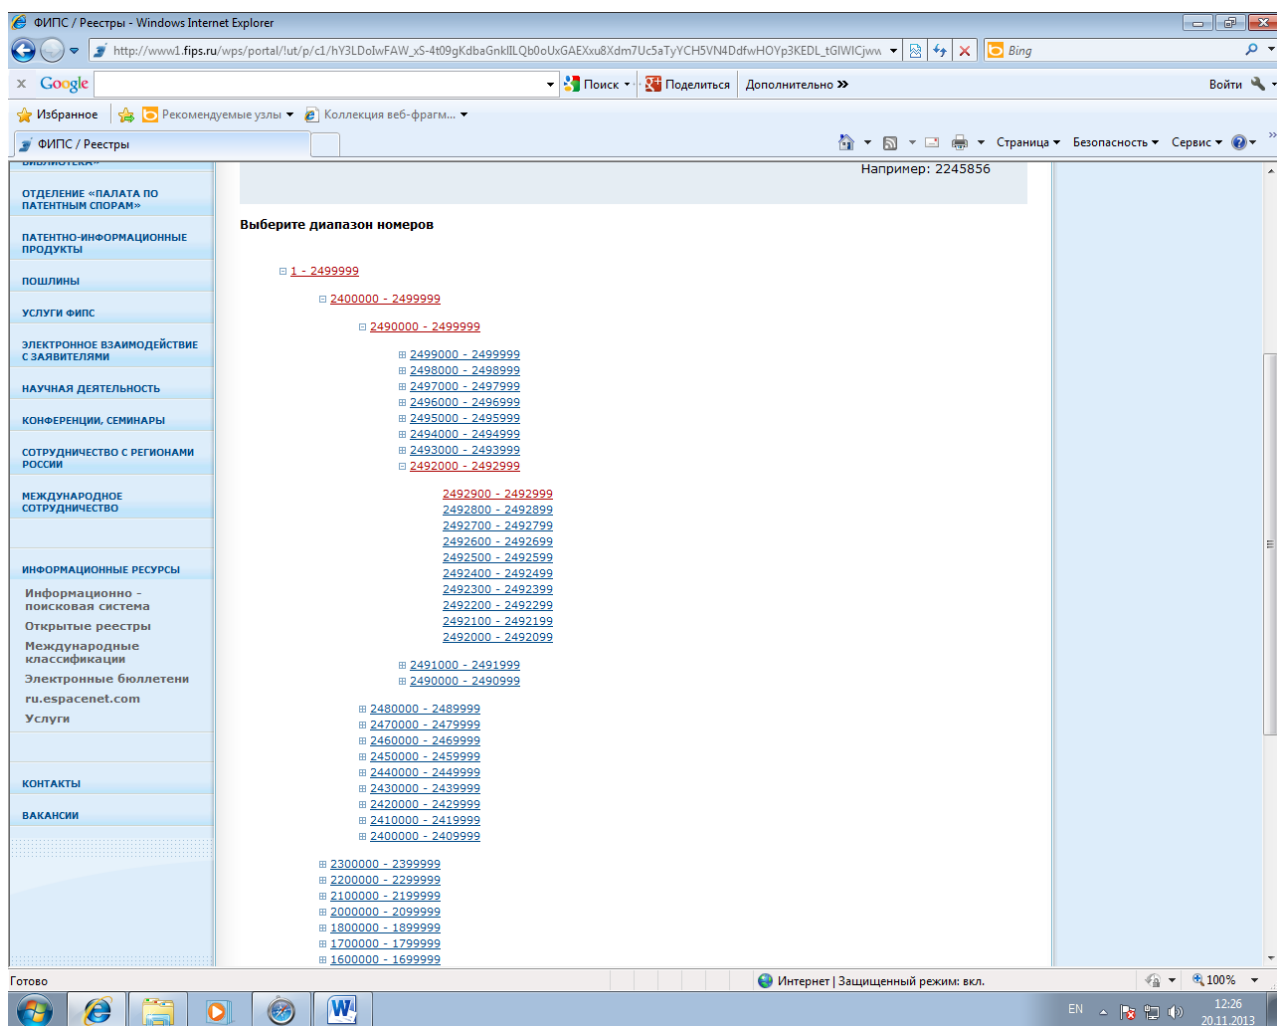 ФИПС / Реестры - Windows Internet Explorer
http://www1.fips.ru/wps/portal/!ut/p/c1/
Bing
x Google
Поиск
Поделиться
Дополнительно »
Войти
Избранное
Рекомендуемые узлы
Коллекция веб-фрагм...
ФИПС / Реестры
Страница
Безопасность
Сервис
Например: 2245856
ОТДЕЛЕНИЕ «ПАЛАТА ПО
ПАТЕНТНЫМ СПОРАМ»
ПАТЕНТНО-ИНФОРМАЦИОННЫЕ
ПРОДУКТЫ
ПОШЛИНЫ
УСЛУГИ ФИПС
ЭЛЕКТРОННОЕ ВЗАИМОДЕЙСТВИЕ
С ЗАЯВИТЕЛЯМИ
НАУЧНАЯ ДЕЯТЕЛЬНОСТЬ
КОНФЕРЕНЦИИ, СЕМИНАРЫ
СОТРУДНИЧЕСТВО С РЕГИОНАМИ
РОССИИ
МЕЖДУНАРОДНОЕ
СОТРУДНИЧЕСТВО
ИНФОРМАЦИОННЫЕ РЕСУРСЫ
Информационно -
поисковая система
Открытые реестры
Международные
классификации
Электронные бюллетени
ru.espacenet.com
Услуги
КОНТАКТЫ
ВАКАНСИИ
Выберите диапазон номеров
1 - 2499999
2400000 - 2499999
2490000 - 2499999
2499000 - 2499999
2498000 - 2498999
2497000 - 2497999
2496000 - 2496999
2495000 - 2495999
2494000 - 2494999
2493000 - 2493999
2492000 - 2492999
2492900 - 2492999
2492800 - 2492899
2492700 - 2492799
2492600 - 2492699
2492500 - 2492599
2492400 - 2492499
2492300 - 2492399
2492200 - 2492299
2492100 - 2492199
2492000 - 2492099
2491000 - 2491999
2490000 - 2490999
2480000 - 2489999
2470000 - 2479999
2460000 - 2469999
2450000 - 2459999
2440000 - 2449999
2430000 - 2439999
2420000 - 2429999
2410000 - 2419999
2400000 - 2409999
2300000 - 2399999
2200000 - 2299999
2100000 - 2199999
2000000 - 2099999
1800000 - 1899999
1700000 - 1799999
1600000 - 1699999
Готово
Интернет | Защищенный режим: вкл.
100%
EN
12:26
20.11.2013